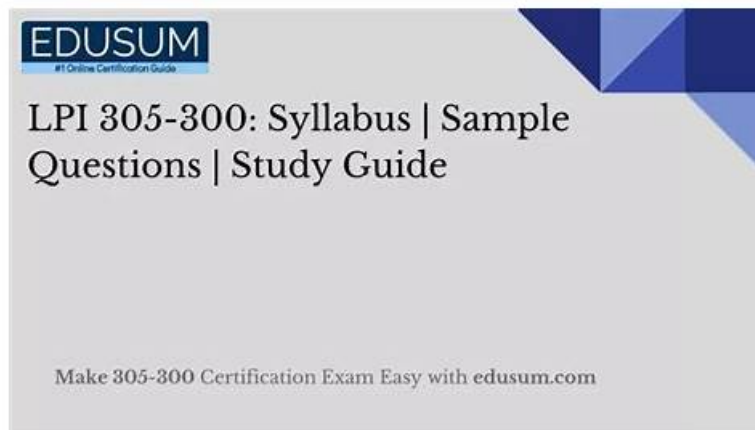 EDUSUM
#1 Online Certification Guide
LPI 305-300: Syllabus | Sample
Questions | Study Guide
Make 305-300 Certification Exam Easy with edusum.com